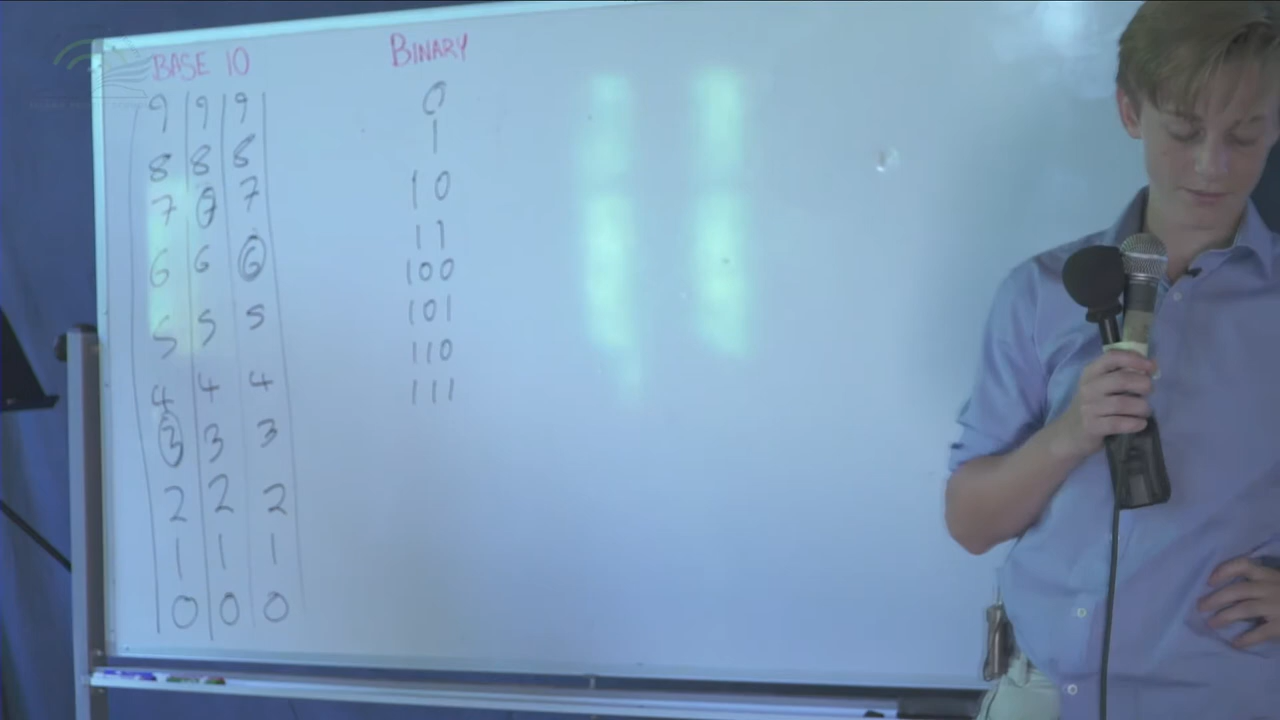 BASE 10
9 9 9
8 8 8
7 7 7
6 6 6
5 5 5
4 4 4
3 3 3
2 2 2
1 1 1
0 0 0
BINARY
0
1
10
11
100
101
110
111